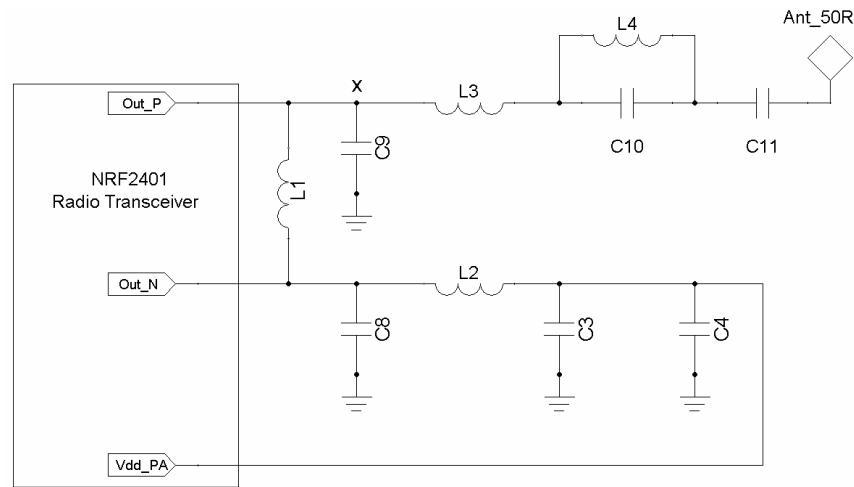 Ant_50R
L4
Out_P
X
L3
C10
C11
C9
NRF2401
Radio Transceiver
L1
Out_N
L2
C8
C3
C4
Vdd_PA